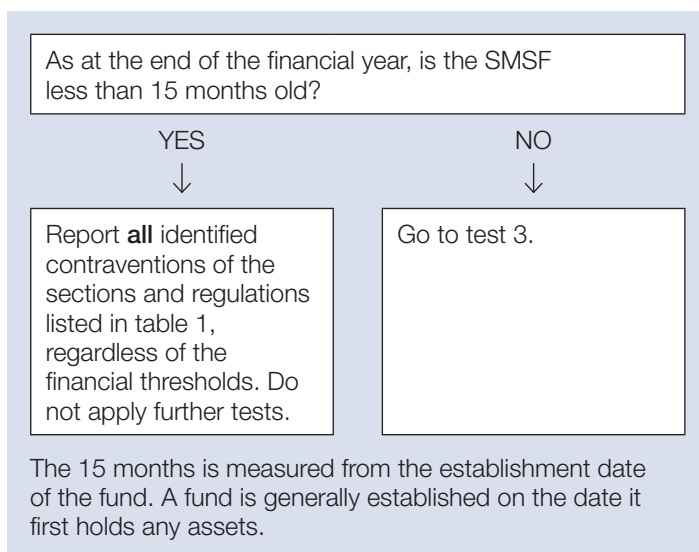 As at the end of the financial year, is the SMSF
less than 15 months old?
YES
NO
Report all identified
contraventions of the
sections and regulations
listed in table 1,
regardless of the
financial thresholds. Do
not apply further tests.
Go to test 3.
The 15 months is measured from the establishment date
of the fund. A fund is generally established on the date it
first holds any assets.